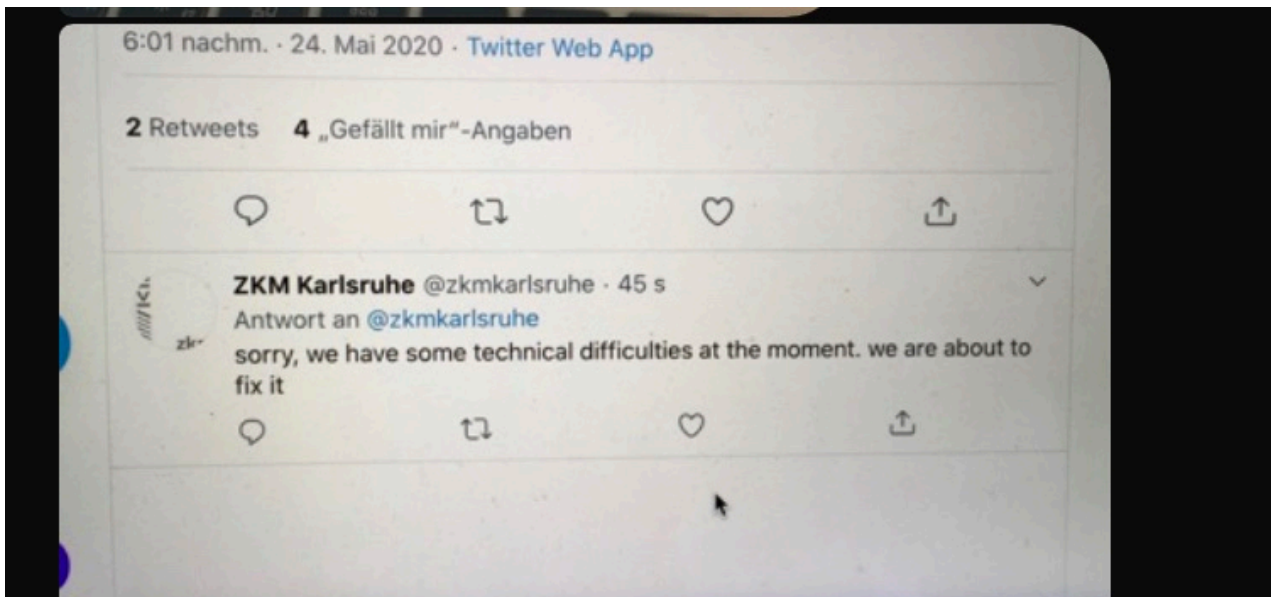 6:01 nachm. · 24. Mai 2020 · Twitter Web App
2 Retweets 4 „Gefällt mir“-Angaben
ZKM Karlsruhe @zkmkarlsruhe · 45 s
Antwort an @zkmkarlsruhe
zk
sorry, we have some technical difficulties at the moment. we are about to
fix it